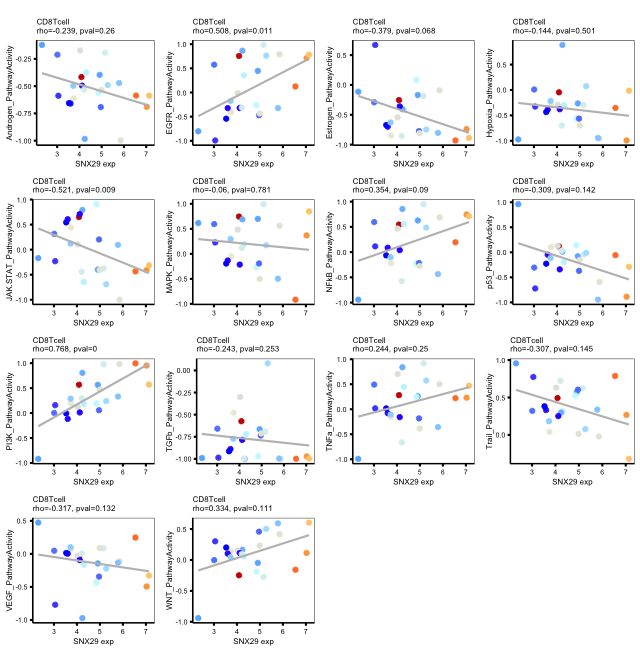 CD8Tcell
rho=-0.239, pval=0.26
Androgen_PathwayActivity
-0.25
-0.50
-0.75
-1.00
3 4 5 6 7
SNX29 exp
CD8Tcell
rho=0.508, pval=0.011
EGFR_PathwayActivity
1.0
0.5
0.0
-0.5
-1.0
3 4 5 6 7
SNX29 exp
CD8Tcell
rho=-0.379, pval=0.068
Estrogen_PathwayActivity
0.5
0.0
-0.5
-1.0
3 4 5 6 7
SNX29 exp
CD8Tcell
rho=-0.144, pval=0.501
Hypoxia_PathwayActivity
0.5
0.0
-0.5
-1.0
3 4 5 6 7
SNX29 exp
CD8Tcell
rho=-0.521, pval=0.009
JAK.STAT_PathwayActivity
1.0
0.5
0.0
-0.5
-1.0
3 4 5 6 7
SNX29 exp
CD8Tcell
rho=-0.06, pval=0.781
MAPK_PathwayActivity
1.0
0.5
0.0
-0.5
-1.0
3 4 5 6 7
SNX29 exp
CD8Tcell
rho=0.354, pval=0.09
NFkB_PathwayActivity
1.0
0.5
0.0
-0.5
-1.0
3 4 5 6 7
SNX29 exp
CD8Tcell
rho=-0.309, pval=0.142
p53_PathwayActivity
1.0
0.5
0.0
-0.5
-1.0
3 4 5 6 7
SNX29 exp
CD8Tcell
rho=0.768, pval=0
PI3K_PathwayActivity
1.0
0.5
0.0
-0.5
-1.0
3 4 5 6 7
SNX29 exp
CD8Tcell
rho=-0.243, pval=0.253
TGFb_PathwayActivity
0.00
-0.25
-0.50
-0.75
-1.00
3 4 5 6 7
SNX29 exp
CD8Tcell
rho=0.244, pval=0.25
TNFa_PathwayActivity
1.0
0.5
0.0
-0.5
-1.0
3 4 5 6 7
SNX29 exp
CD8Tcell
rho=-0.307, pval=0.145
Trail_PathwayActivity
1.0
0.5
0.0
3 4 5 6 7
SNX29 exp
CD8Tcell
rho=-0.317, pval=0.132
VEGF_PathwayActivity
0.5
0.0
-0.5
-1.0
3 4 5 6 7
SNX29 exp
CD8Tcell
rho=0.334, pval=0.111
WNT_PathwayActivity
0.5
0.0
-0.5
3 4 5 6 7
SNX29 exp